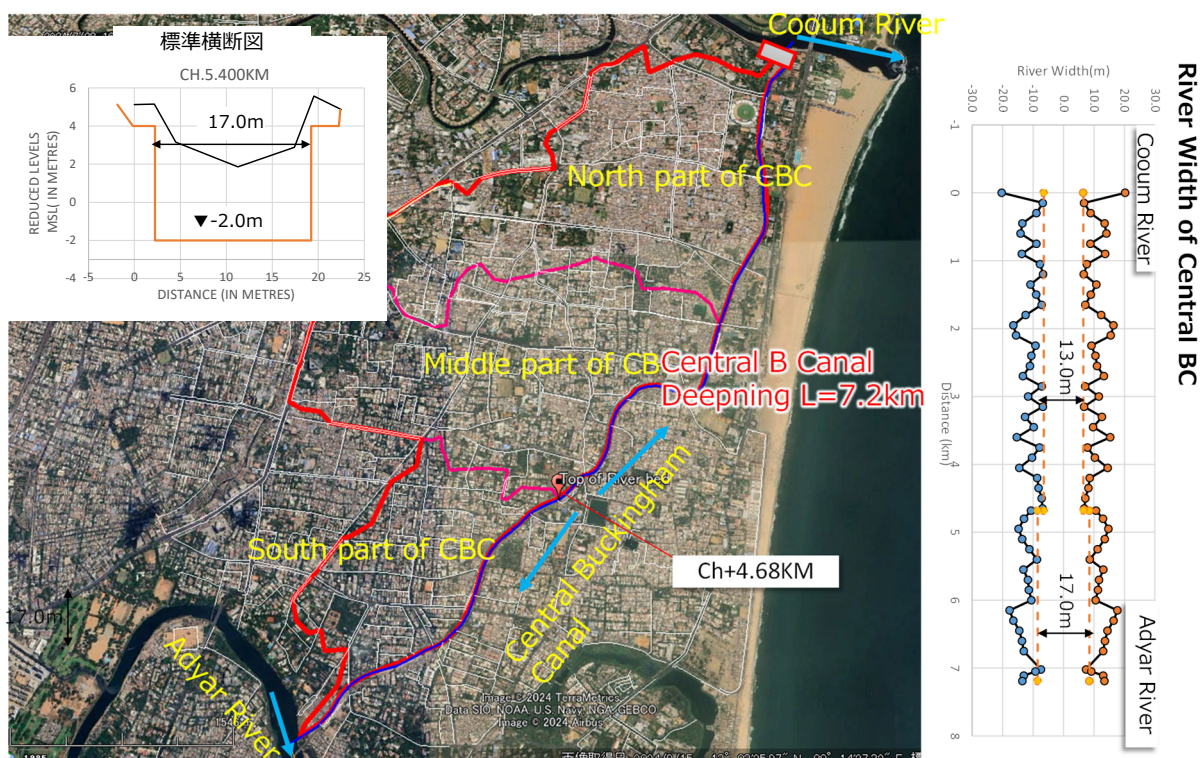 標準横断図
CH.5.400KM
6
4
2
0
-2
-4
-5
0
5
10
15
20
25
17.0m
▼-2.0m
REDUCED LEVELS
MSL( IN METRES)
DISTANCE (IN METRES)
Cooum River
North part of CBC
Middle part of CB
Central B Canal
Deepning L=7.2km
Top of River bed
South part of CBC
Ch+4.68KM
Central Buckingham
Canal
Adyar
River
17.0m
Image © 2024 TerraMetrics
Data SIO, NOAA, U.S. Navy, NGA, GEBCO
Image © 2024 Airbus
1985
River Width of Central BC
River Width(m)
-30.0
-20.0
-10.0
0.0
10.0
20.0
30.0
-1
0
1
2
3
4
5
6
7
8
Distance (km)
Cooum River
13.0m
17.0m
Adyar River